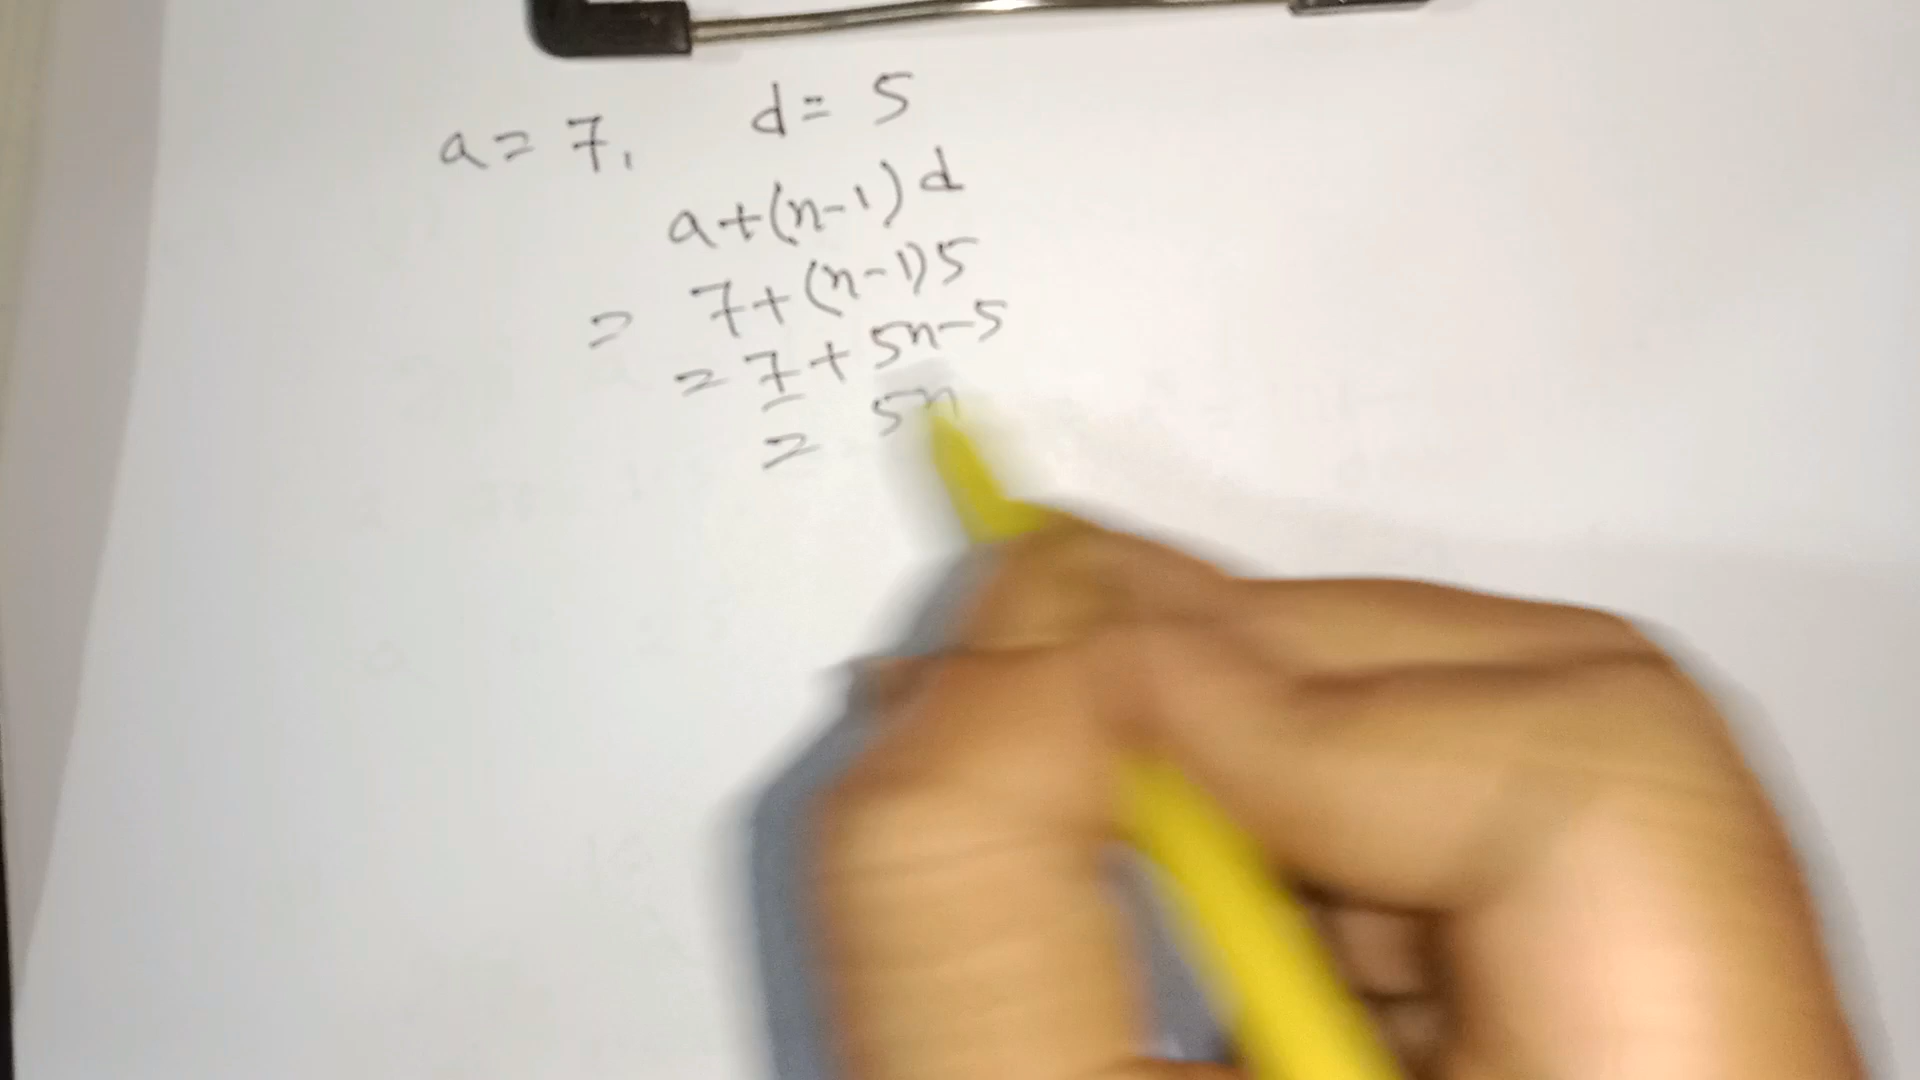 a = 7, d = 5
a+(n-1)d
= 7+(n-1)5
= 7+5n-5
= 5n